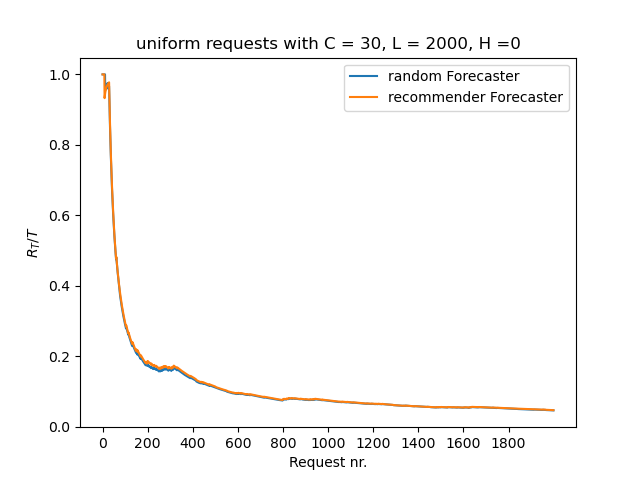 uniform requests with C = 30, L = 2000, H =0
random Forecaster
recommender Forecaster
1.0
0.8
0.6
0.4
0.2
0.0
R_T/T
0 200 400 600 800 1000 1200 1400 1600 1800
Request nr.